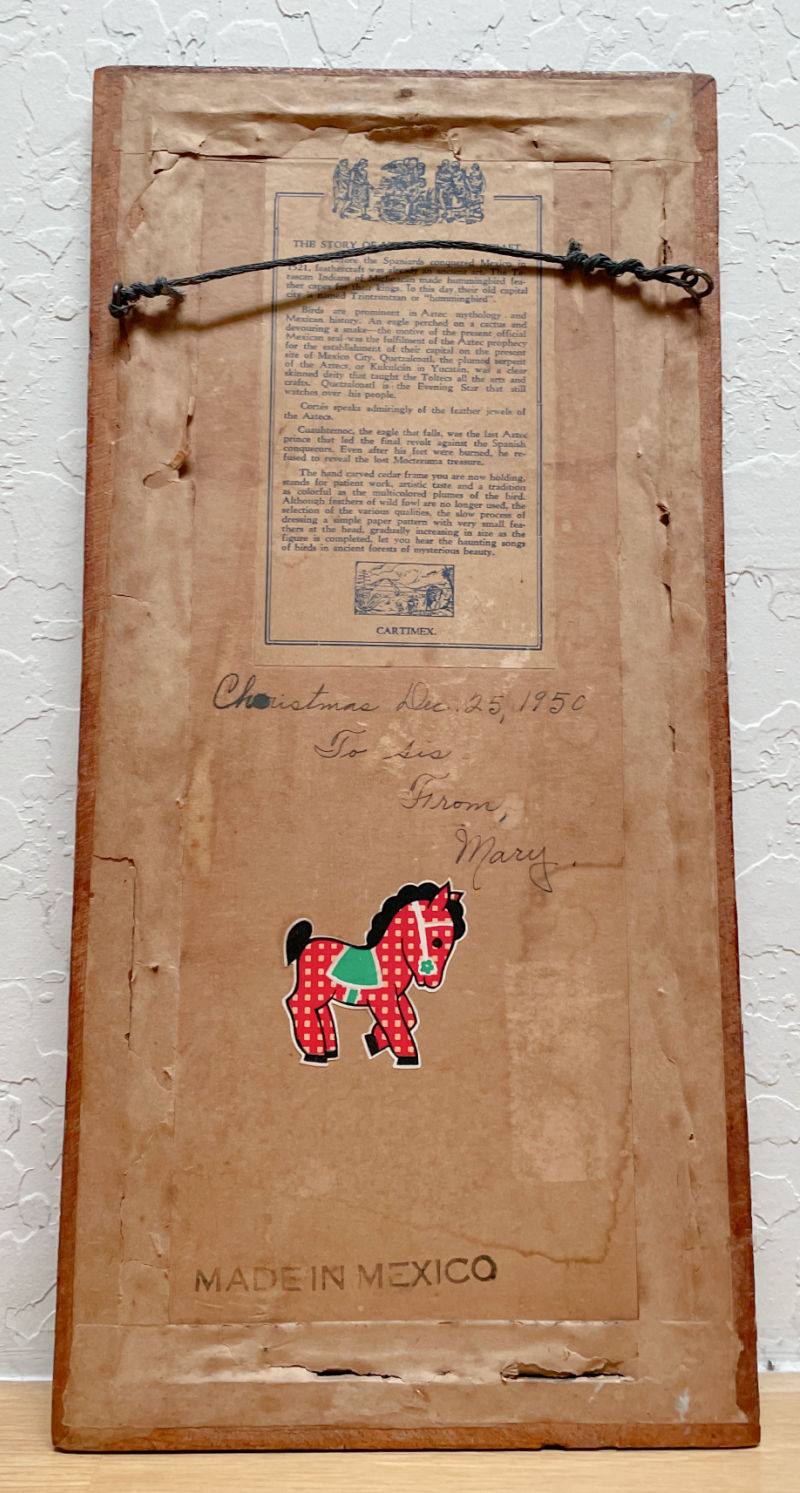 THE STORY OF
before the Spaniards conquered Mexico in
1521, feathercraft was already an ancient art. The Ta-
rascan Indians of made hummingbird fea-
ther capes for their kings. To this day, their old capital
city is named Tzintzuntzan or "hummingbird".
Birds are prominent in Aztec mythology and
Mexican history. An eagle perched on a cactus and
devouring a snake—the motive of the present official
Mexican seal—was the fulfilment of the Aztec prophecy
for the establishment of their capital on the present
site of Mexico City. Quetzalcoatl, the plumed serpent
of the Aztecs, or Kukulcán in Yucatán, was a clear
skinned deity that taught the Toltecs all the arts and
crafts. Quetzalcoatl is the Evening Star that still
watches over his people.
Cortés speaks admiringly of the feather jewels of
the Aztecs.
Cuauhtemoc, the eagle that falls, was the last Aztec
prince that led the final revolt against the Spanish
conquerors. Even after his feet were burned, he re-
fused to reveal the lost Moctezuma treasure.
The hand carved cedar frame you are now holding,
stands for patient work, artistic taste and a tradition
as colorful as the multicolored plumes of the bird.
Although feathers of wild fowl are no longer used, the
selection of the various qualities, the slow process of
dressing a simple paper pattern with very small fea-
thers at the head, gradually increasing in size as the
figure is completed, let you hear the haunting songs
of birds in ancient forests of mysterious beauty.
CARTIMEX.
Christmas Dec. 25, 1950
To sis
From,
Mary.
MADE IN MEXICO